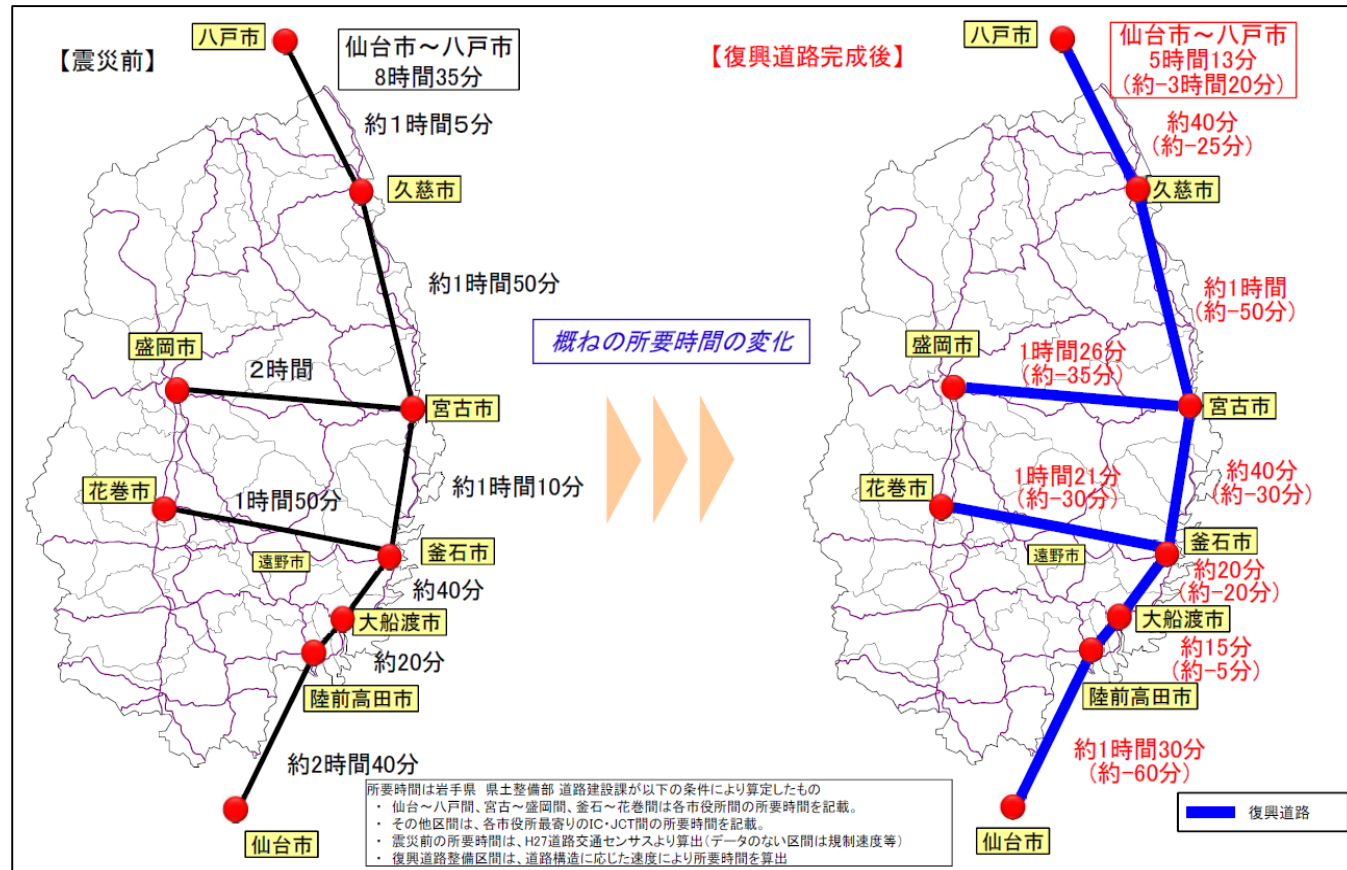 【震災前】
八戸市
仙台市～八戸市
8時間35分
約1時間5分
久慈市
約1時間50分
盛岡市
2時間
宮古市
約1時間10分
花巻市
1時間50分
遠野市
釜石市
約40分
大船渡市
約20分
陸前高田市
約2時間40分
仙台市
概ねの所要時間の変化
【復興道路完成後】
八戸市
仙台市～八戸市
5時間13分
(約-3時間20分)
約40分
(約-25分)
久慈市
約1時間
(約-50分)
盛岡市
1時間26分
(約-35分)
宮古市
約40分
(約-30分)
花巻市
1時間21分
(約-30分)
遠野市
釜石市
約20分
(約-20分)
大船渡市
約15分
(約-5分)
陸前高田市
約1時間30分
(約-60分)
仙台市
復興道路
所要時間は岩手県 県土整備部 道路建設課が以下の条件により算定したもの
・ 仙台～八戸間、宮古～盛岡間、釜石～花巻間は各市役所間の所要時間を記載。
・ その他区間は、各市役所最寄りのIC・JCT間の所要時間を記載。
・ 震災前の所要時間は、H27道路交通センサスより算出(データのない区間は規制速度等)
・ 復興道路整備区間は、道路構造に応じた速度により所要時間を算出